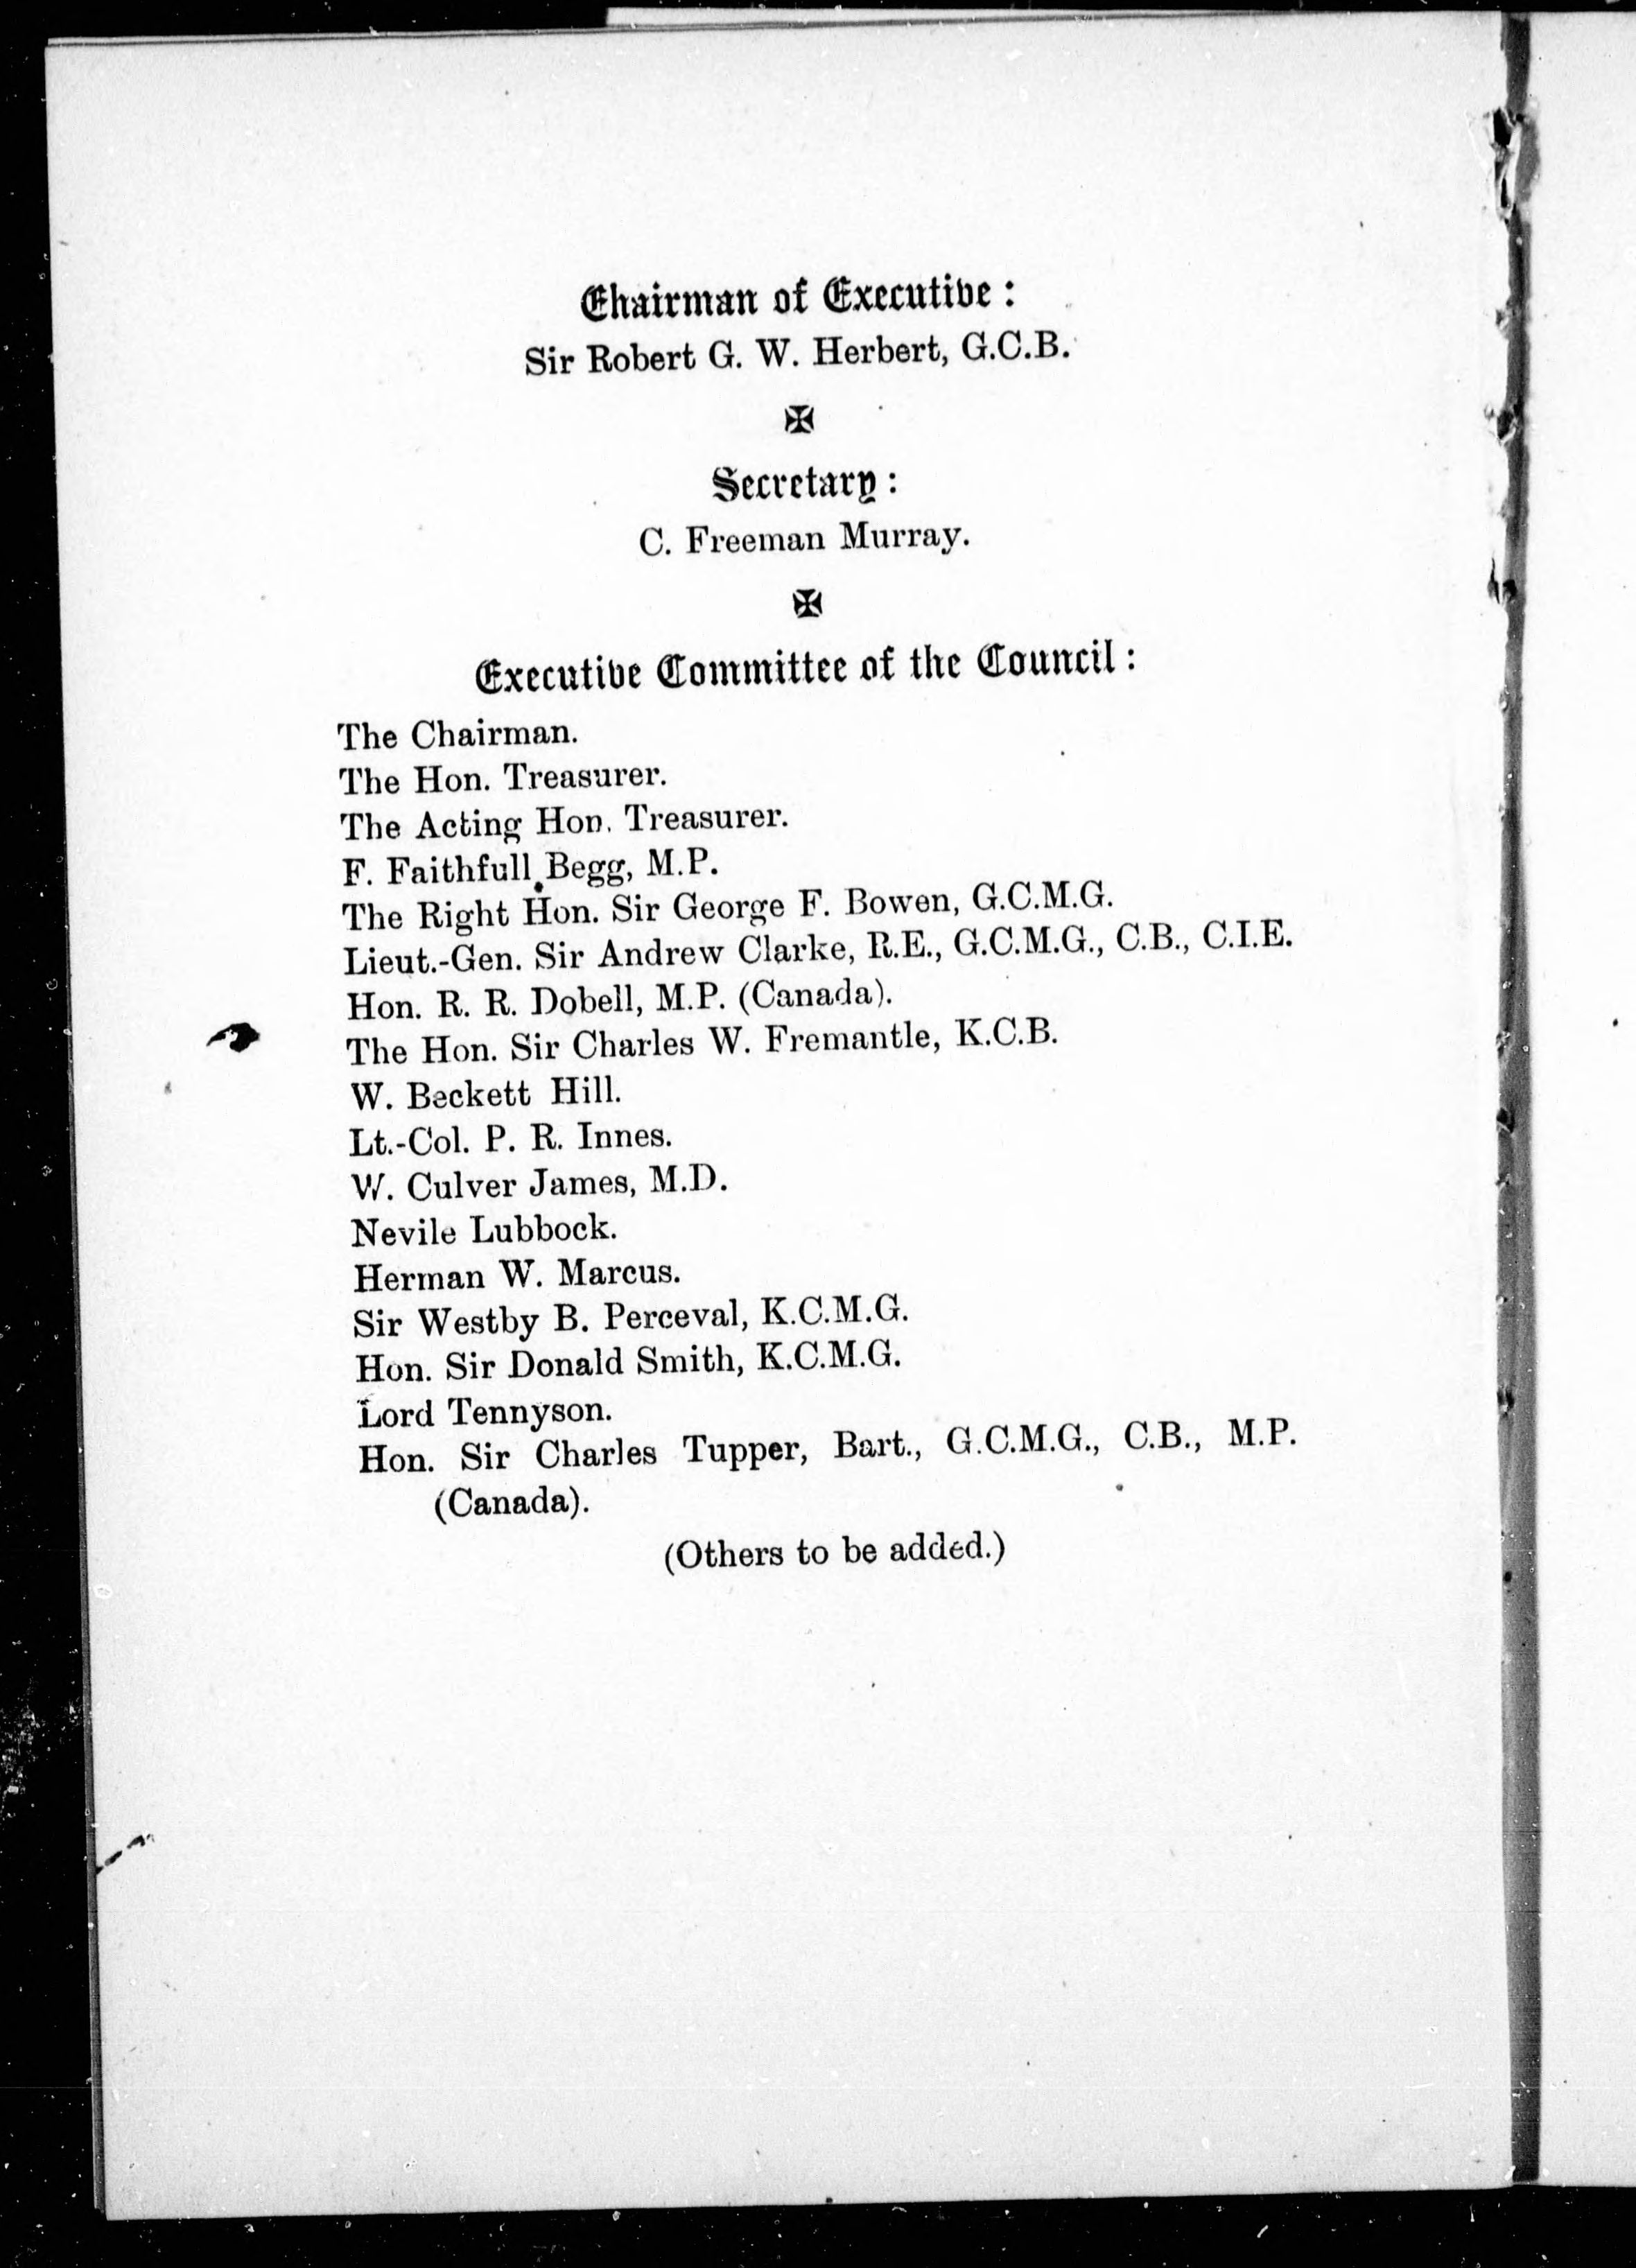 Chairman of Executive :
Sir Robert G. W. Herbert, G.C.B.
✠
Secretary :
C. Freeman Murray.
✠
Executive Committee of the Council :
The Chairman.
The Hon. Treasurer.
The Acting Hon. Treasurer.
F. Faithfull Begg, M.P.
The Right Hon. Sir George F. Bowen, G.C.M.G.
Lieut.-Gen. Sir Andrew Clarke, R.E., G.C.M.G., C.B., C.I.E.
Hon. R. R. Dobell, M.P. (Canada).
The Hon. Sir Charles W. Fremantle, K.C.B.
W. Beckett Hill.
Lt.-Col. P. R. Innes.
W. Culver James, M.D.
Nevile Lubbock.
Herman W. Marcus.
Sir Westby B. Perceval, K.C.M.G.
Hon. Sir Donald Smith, K.C.M.G.
Lord Tennyson.
Hon. Sir Charles Tupper, Bart., G.C.M.G., C.B., M.P.
(Canada).
(Others to be added.)